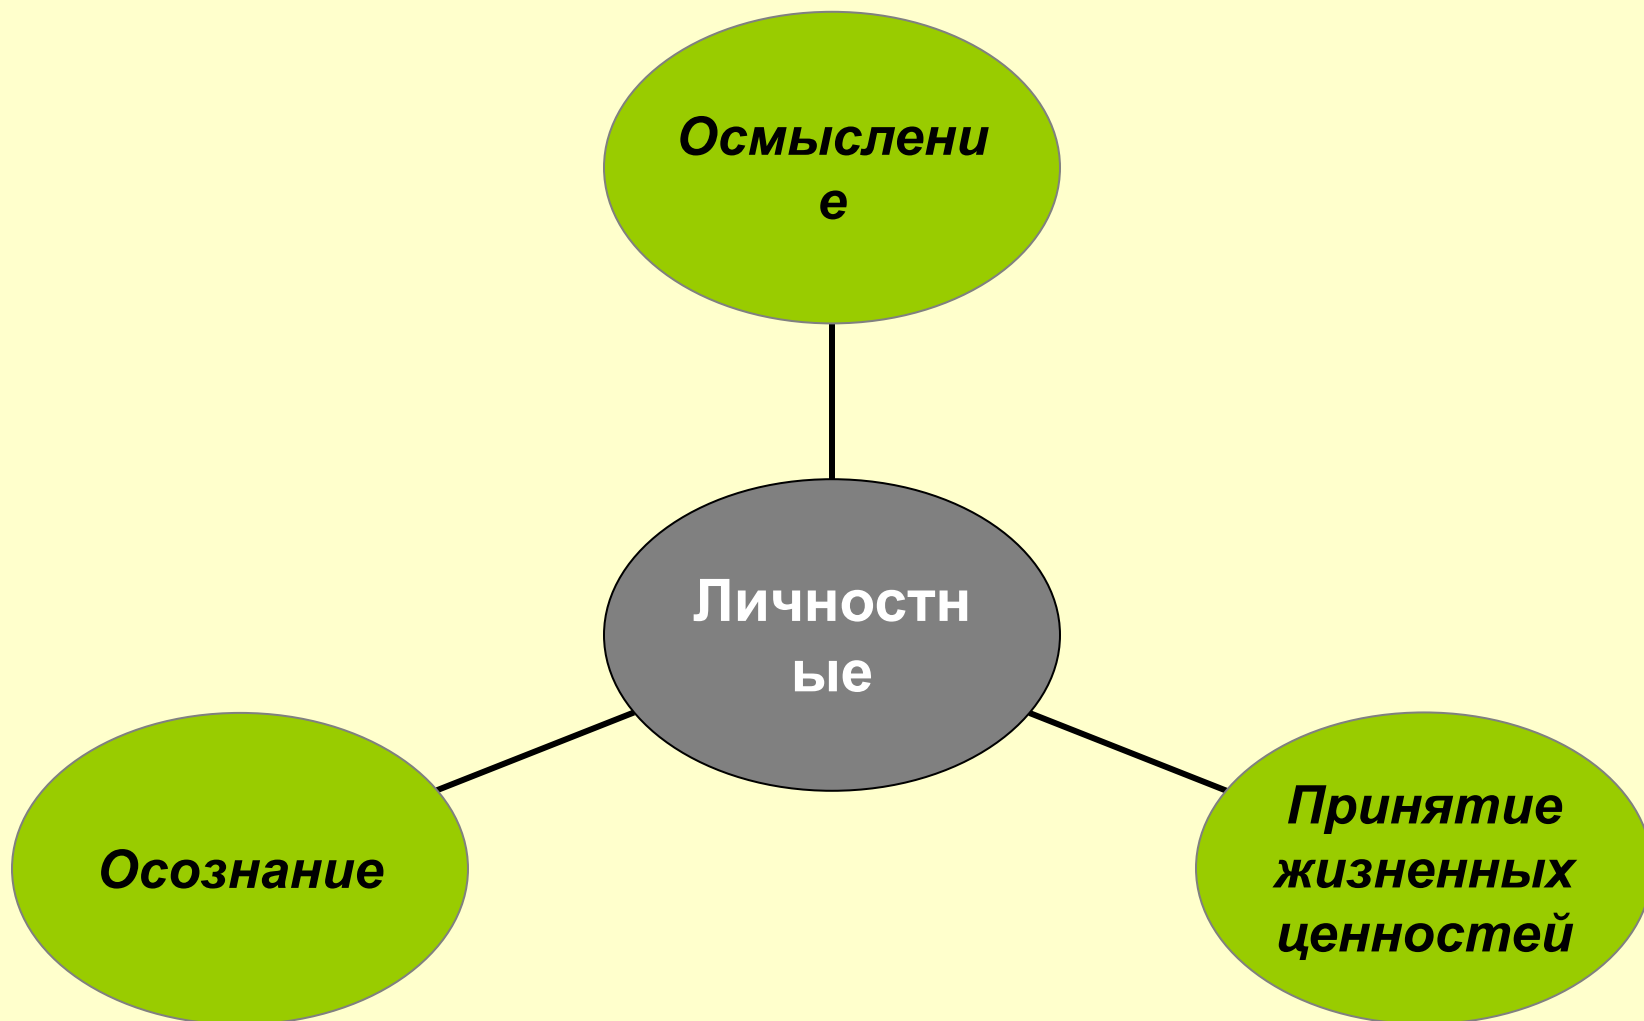 Осмыслени
е
Личностн
ые
Осознание
Принятие
жизненных
ценностей